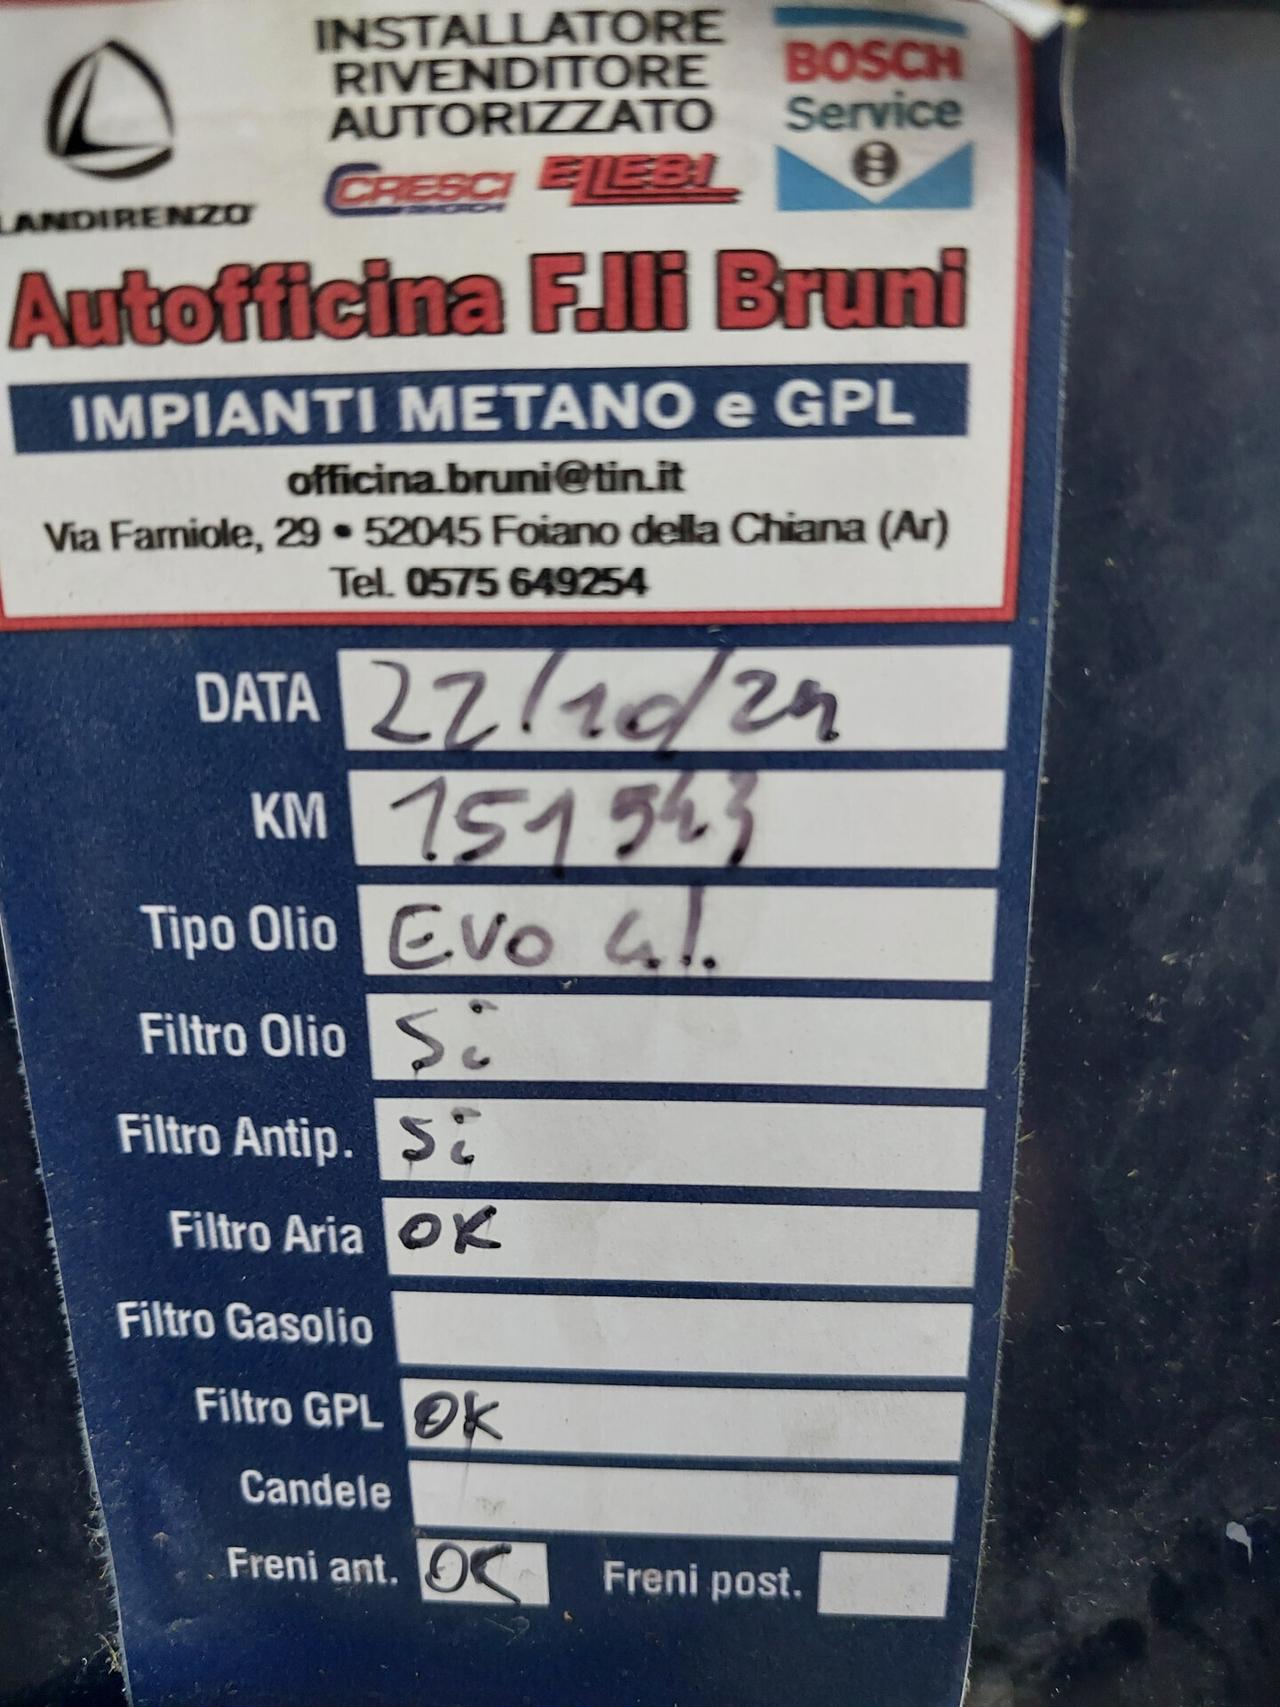 INSTALLATORE
RIVENDITORE
AUTORIZZATO
BOSCH
Service
LANDIRENZO
CRESCI
ELIEBI
Autofficina F.lli Bruni
IMPIANTI METANO e GPL
officina.bruni@tin.it
Via Farniole, 29 • 52045 Foiano della Chiana (Ar)
Tel. 0575 649254
DATA 22/10/24
KM 151543
Tipo Olio Evo 4l.
Filtro Olio Si
Filtro Antip. Si
Filtro Aria OK
Filtro Gasolio
Filtro GPL OK
Candele
Freni ant. OK Freni post.